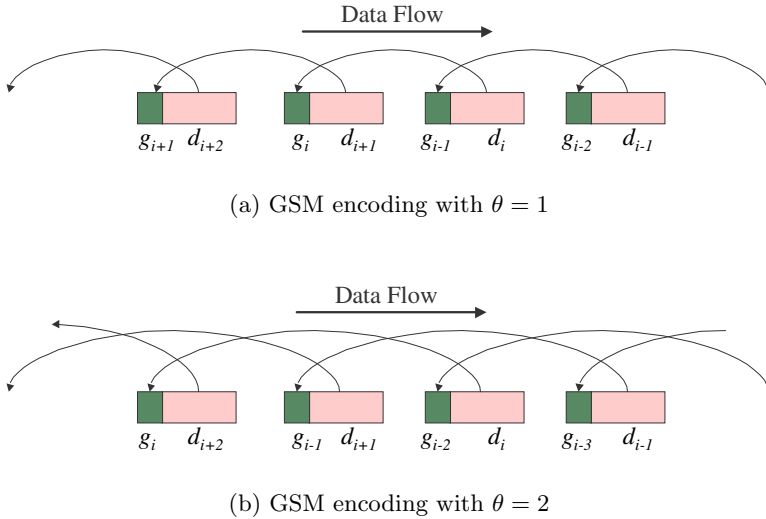 Data Flow
g_{i+1} d_{i+2} g_i d_{i+1} g_{i-1} d_i g_{i-2} d_{i-1}
(a) GSM encoding with θ = 1
Data Flow
g_i d_{i+2} g_{i-1} d_{i+1} g_{i-2} d_i g_{i-3} d_{i-1}
(b) GSM encoding with θ = 2